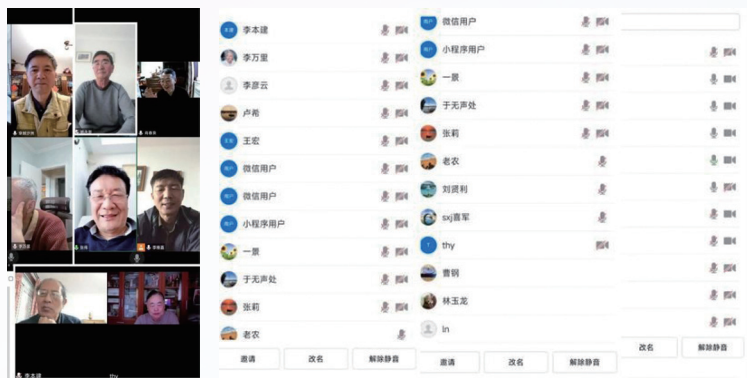 李本建
thy
李本建
李万里
李彦云
卢希
王宏
微信用户
微信用户
小程序用户
一景
于无声处
张莉
老农
邀请 改名 解除静音
微信用户
小程序用户
一景
于无声处
张莉
老农
刘贤利
sxj喜军
thy
曹钢
林玉龙
ln
邀请 改名 解除静音
改名 解除静音